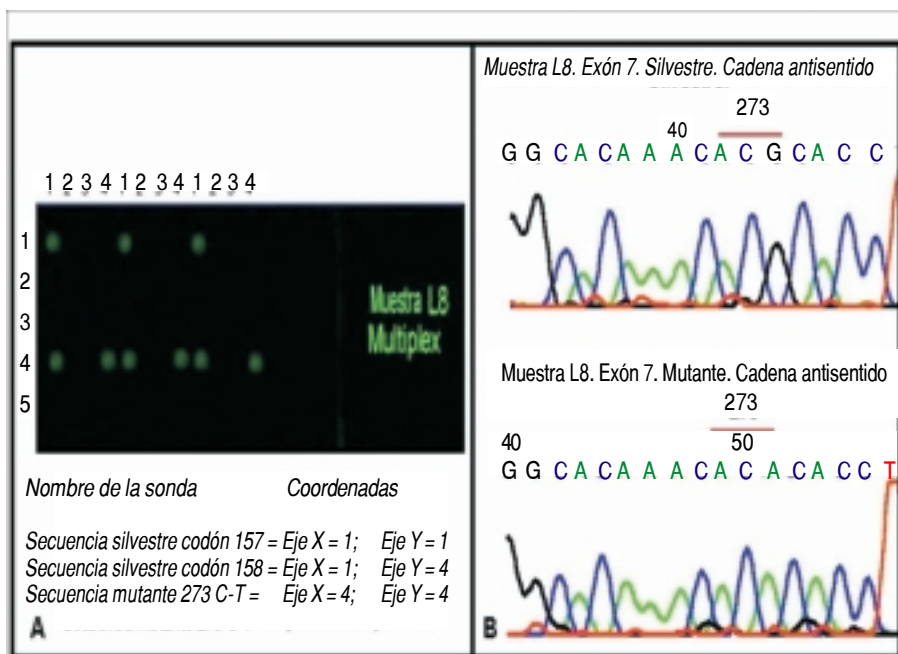 1 2 3 4 1 2 3 4 1 2 3 4
1
2
3
4
5
Muestra L8
Multiplex
Nombre de la sonda Coordenadas
Secuencia silvestre codón 157 = Eje X = 1; Eje Y = 1
Secuencia silvestre codón 158 = Eje X = 1; Eje Y = 4
Secuencia mutante 273 C-T = Eje X = 4; Eje Y = 4
A
Muestra L8. Exón 7. Silvestre. Cadena antisentido
273
40
G G C A C A A A C A C G C A C C
Muestra L8. Exón 7. Mutante. Cadena antisentido
273
40 50
G G C A C A A A C A C A C A C C T
B